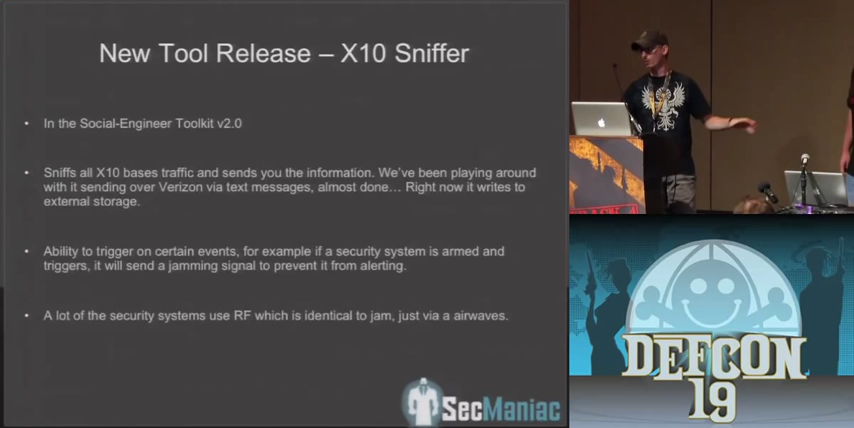 New Tool Release – X10 Sniffer
• In the Social-Engineer Toolkit v2.0
• Sniffs all X10 bases traffic and sends you the information. We've been playing around
with it sending over Verizon via text messages, almost done… Right now it writes to
external storage.
• Ability to trigger on certain events, for example if a security system is armed and
triggers, it will send a jamming signal to prevent it from alerting.
• A lot of the security systems use RF which is identical to jam, just via a airwaves.
SecManiac
DEFCON
19